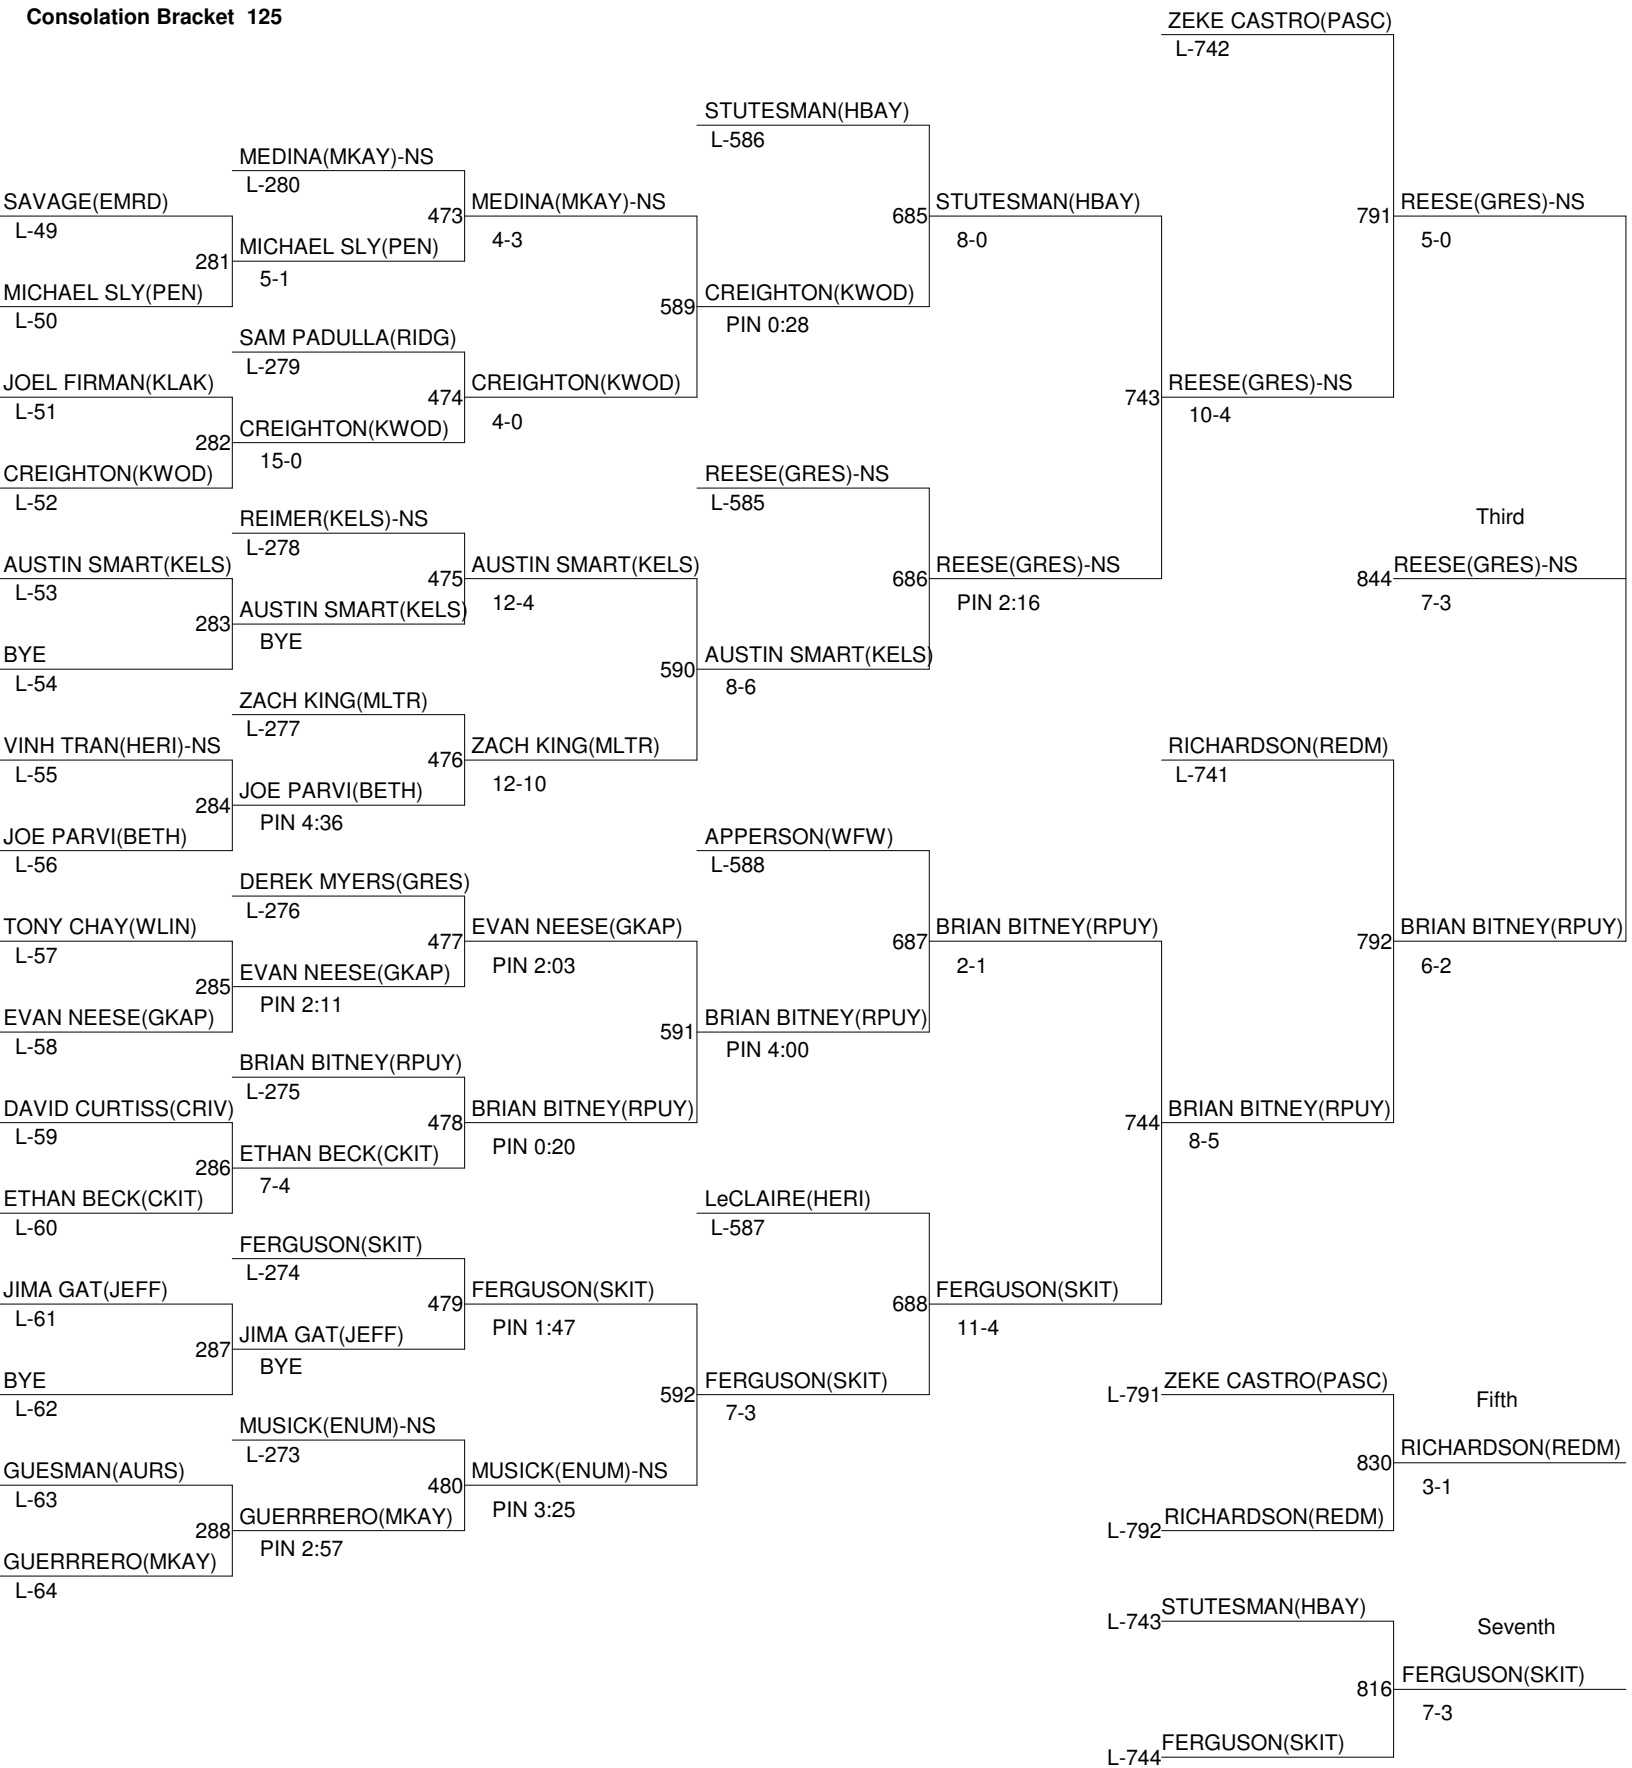 Consolation Bracket  125
SAVAGE(EMRD)
L-49
281
MICHAEL SLY(PEN)
L-50
JOEL FIRMAN(KLAK)
L-51
282
CREIGHTON(KWOD)
L-52
AUSTIN SMART(KELS)
L-53
283
BYE
L-54
VINH TRAN(HERI)-NS
L-55
284
JOE PARVI(BETH)
L-56
TONY CHAY(WLIN)
L-57
285
EVAN NEESE(GKAP)
L-58
DAVID CURTISS(CRIV)
L-59
286
ETHAN BECK(CKIT)
L-60
JIMA GAT(JEFF)
L-61
287
BYE
L-62
GUESMAN(AURS)
L-63
288
GUERRRERO(MKAY)
L-64
MEDINA(MKAY)-NS
L-280
473
MICHAEL SLY(PEN)
5-1
SAM PADULLA(RIDG)
L-279
474
CREIGHTON(KWOD)
15-0
REIMER(KELS)-NS
L-278
475
AUSTIN SMART(KELS)
BYE
ZACH KING(MLTR)
L-277
476
JOE PARVI(BETH)
PIN 4:36
DEREK MYERS(GRES)
L-276
477
EVAN NEESE(GKAP)
PIN 2:11
BRIAN BITNEY(RPUY)
L-275
478
ETHAN BECK(CKIT)
7-4
FERGUSON(SKIT)
L-274
479
JIMA GAT(JEFF)
BYE
MUSICK(ENUM)-NS
L-273
480
GUERRRERO(MKAY)
PIN 2:57
MEDINA(MKAY)-NS
4-3
589
CREIGHTON(KWOD)
4-0
AUSTIN SMART(KELS)
12-4
590
ZACH KING(MLTR)
12-10
EVAN NEESE(GKAP)
PIN 2:03
591
BRIAN BITNEY(RPUY)
PIN 0:20
FERGUSON(SKIT)
PIN 1:47
592
MUSICK(ENUM)-NS
PIN 3:25
STUTESMAN(HBAY)
L-586
685
CREIGHTON(KWOD)
PIN 0:28
REESE(GRES)-NS
L-585
686
AUSTIN SMART(KELS)
8-6
APPERSON(WFW)
L-588
687
BRIAN BITNEY(RPUY)
PIN 4:00
LeCLAIRE(HERI)
L-587
688
FERGUSON(SKIT)
7-3
STUTESMAN(HBAY)
8-0
743
REESE(GRES)-NS
PIN 2:16
BRIAN BITNEY(RPUY)
2-1
744
FERGUSON(SKIT)
11-4
ZEKE CASTRO(PASC)
L-742
791
REESE(GRES)-NS
10-4
RICHARDSON(REDM)
L-741
792
BRIAN BITNEY(RPUY)
8-5
REESE(GRES)-NS
5-0
Third
844
REESE(GRES)-NS
7-3
BRIAN BITNEY(RPUY)
6-2
L-791
ZEKE CASTRO(PASC)
Fifth
830
RICHARDSON(REDM)
3-1
L-792
RICHARDSON(REDM)
L-743
STUTESMAN(HBAY)
Seventh
816
FERGUSON(SKIT)
7-3
L-744
FERGUSON(SKIT)